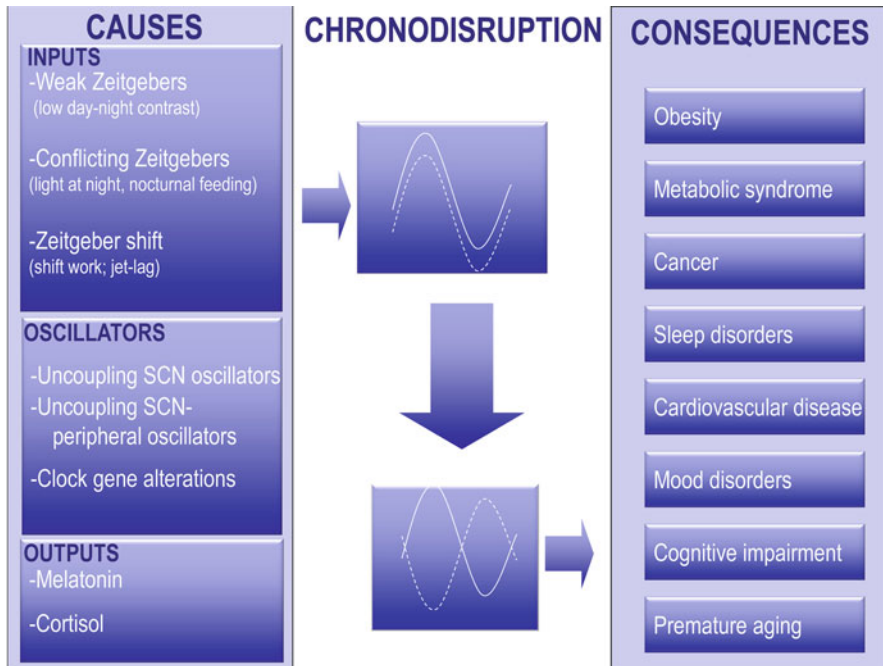 CAUSES
INPUTS
-Weak Zeitgebers
(low day-night contrast)
-Conflicting Zeitgebers
(light at night, nocturnal feeding)
-Zeitgeber shift
(shift work; jet-lag)
OSCILLATORS
-Uncoupling SCN oscillators
-Uncoupling SCN-
peripheral oscillators
-Clock gene alterations
OUTPUTS
-Melatonin
-Cortisol
CHRONODISRUPTION
CONSEQUENCES
Obesity
Metabolic syndrome
Cancer
Sleep disorders
Cardiovascular disease
Mood disorders
Cognitive impairment
Premature aging